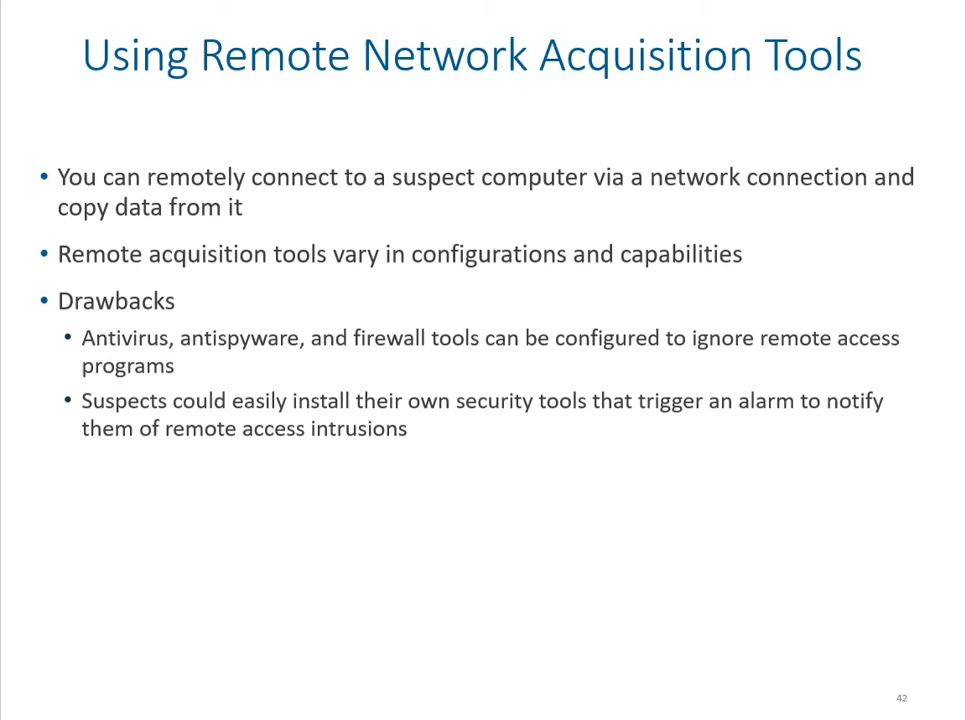 Using Remote Network Acquisition Tools
• You can remotely connect to a suspect computer via a network connection and
copy data from it
• Remote acquisition tools vary in configurations and capabilities
• Drawbacks
• Antivirus, antispyware, and firewall tools can be configured to ignore remote access
programs
• Suspects could easily install their own security tools that trigger an alarm to notify
them of remote access intrusions
42